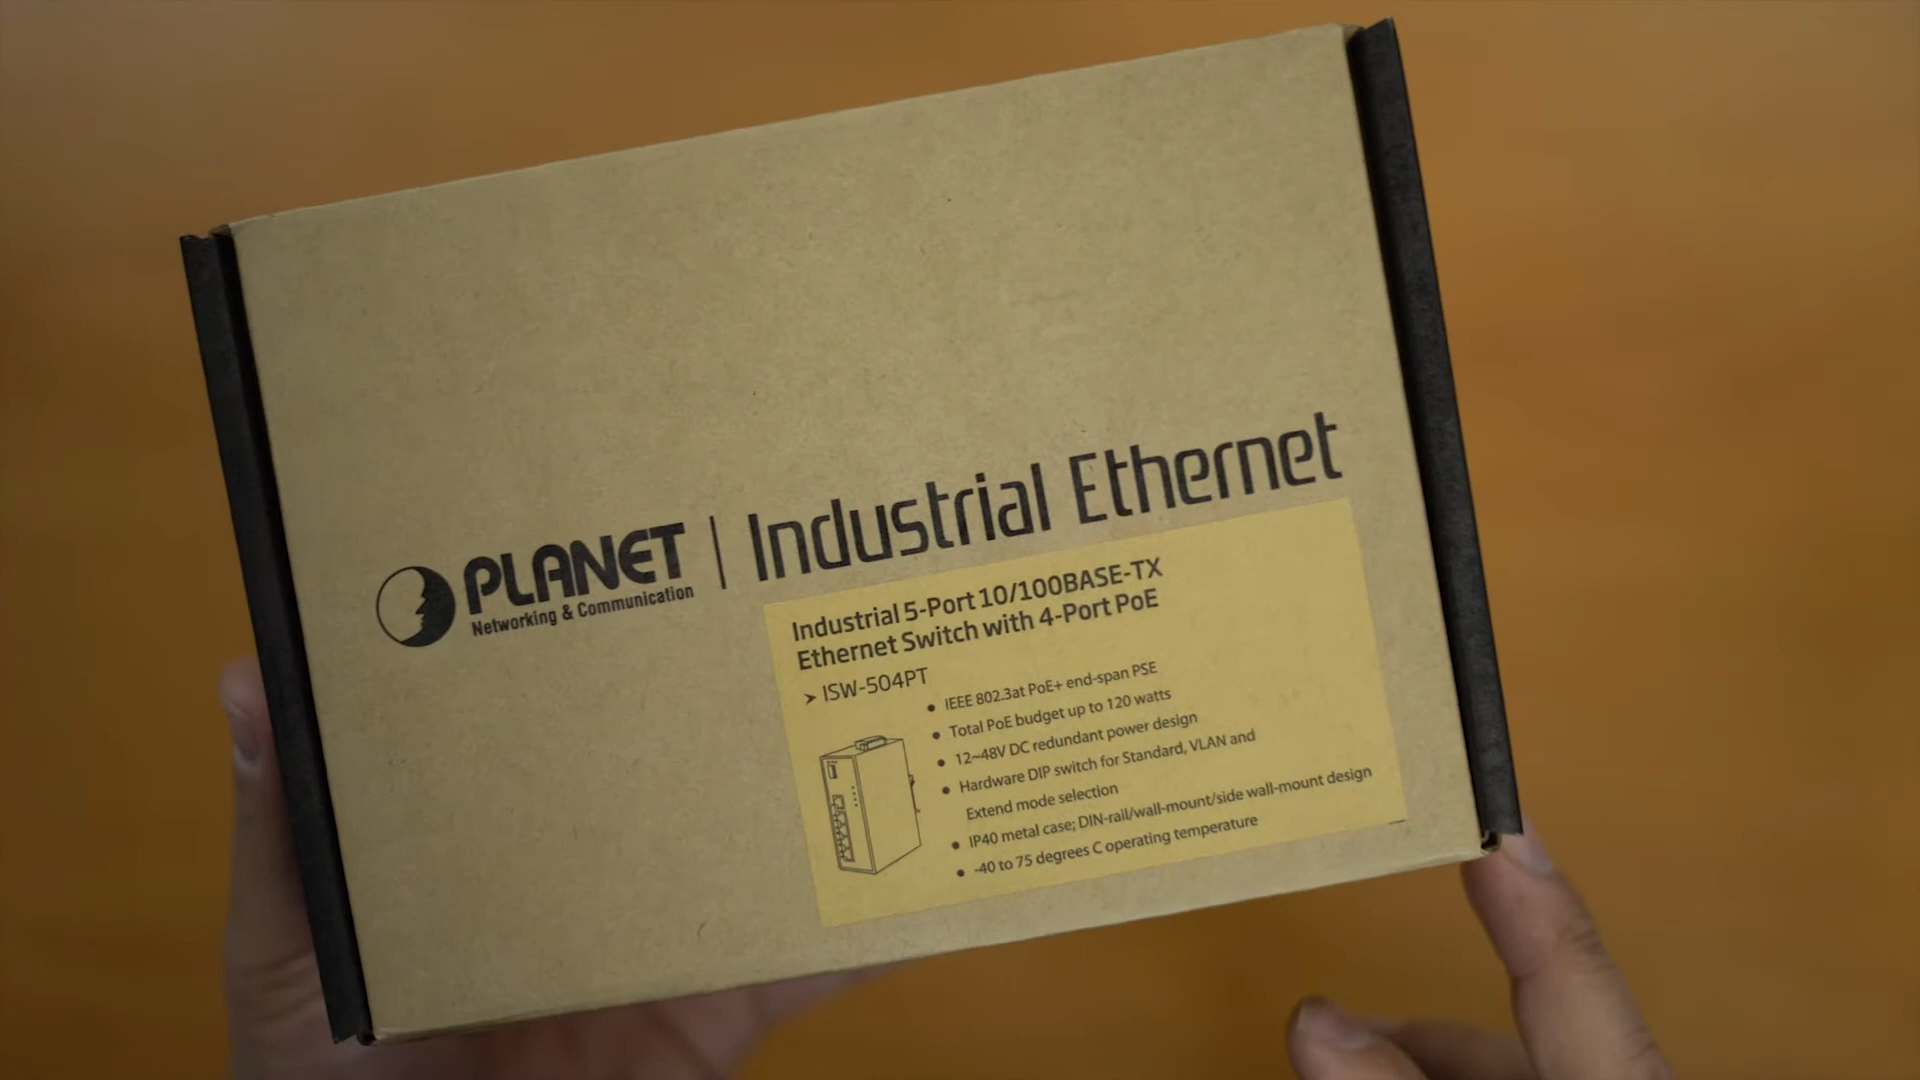 PLANET
Networking & Communication
Industrial Ethernet
Industrial 5-Port 10/100BASE-TX
Ethernet Switch with 4-Port PoE
➤ ISW-504PT
● IEEE 802.3at PoE+ end-span PSE
● Total PoE budget up to 120 watts
● 12~48V DC redundant power design
● Hardware DIP switch for Standard, VLAN and
Extend mode selection
● IP40 metal case; DIN-rail/wall-mount/side wall-mount design
● -40 to 75 degrees C operating temperature